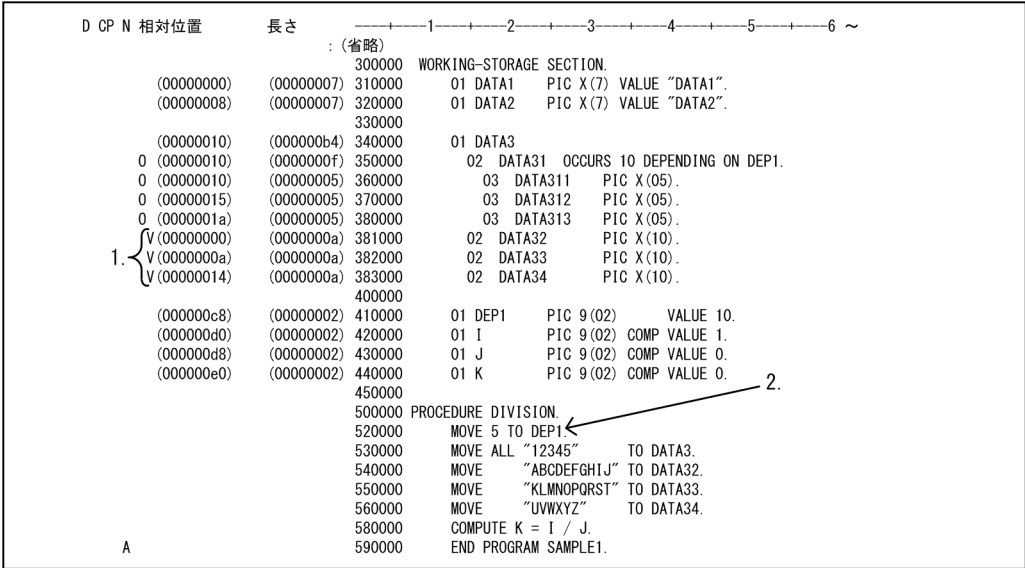 D CP N 相対位置 長さ ----+----1----+----2----+----3----+----4----+----5----+----6 ～
:(省略)
300000 WORKING-STORAGE SECTION.
(00000000) (00000007) 310000 01 DATA1 PIC X(7) VALUE "DATA1".
(00000008) (00000007) 320000 01 DATA2 PIC X(7) VALUE "DATA2".
330000
(00000010) (000000b4) 340000 01 DATA3
O (00000010) (0000000f) 350000 02 DATA31 OCCURS 10 DEPENDING ON DEP1.
O (00000010) (00000005) 360000 03 DATA311 PIC X(05).
O (00000015) (00000005) 370000 03 DATA312 PIC X(05).
O (0000001a) (00000005) 380000 03 DATA313 PIC X(05).
V(00000000) (0000000a) 381000 02 DATA32 PIC X(10).
1. V(0000000a) (0000000a) 382000 02 DATA33 PIC X(10).
V(00000014) (0000000a) 383000 02 DATA34 PIC X(10).
400000
(000000c8) (00000002) 410000 01 DEP1 PIC 9(02) VALUE 10.
(000000d0) (00000002) 420000 01 I PIC 9(02) COMP VALUE 1.
(000000d8) (00000002) 430000 01 J PIC 9(02) COMP VALUE 0.
(000000e0) (00000002) 440000 01 K PIC 9(02) COMP VALUE 0.
2.
450000
500000 PROCEDURE DIVISION.
520000 MOVE 5 TO DEP1.
530000 MOVE ALL "12345" TO DATA3.
540000 MOVE "ABCDEFGHIJ" TO DATA32.
550000 MOVE "KLMNOPQRST" TO DATA33.
560000 MOVE "UVWXYZ" TO DATA34.
580000 COMPUTE K = I / J.
A 590000 END PROGRAM SAMPLE1.